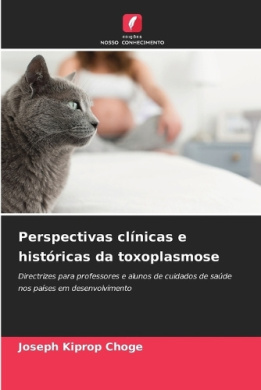 edições
NOSSO CONHECIMENTO
Perspectivas clínicas e
históricas da toxoplasmose
Directrizes para professores e alunos de cuidados de saúde
nos países em desenvolvimento
Joseph Kiprop Choge